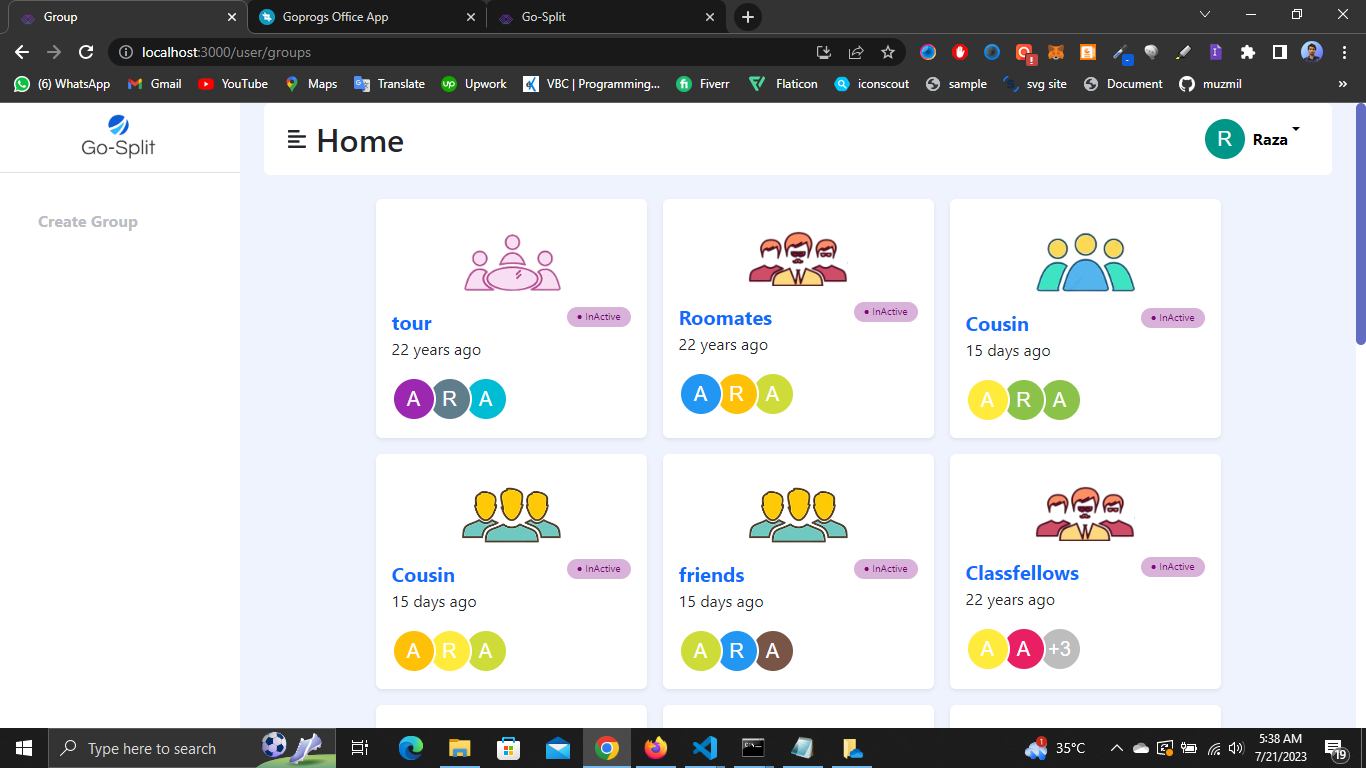 Group
Goprogs Office App
Go-Split
localhost:3000/user/groups
(6) WhatsApp
Gmail
YouTube
Maps
Translate
Upwork
VBC | Programming...
Fiverr
Flaticon
iconscout
sample
svg site
Document
muzmil
»
Go-Split
Home
R
Raza
Create Group
tour
InActive
22 years ago
A R A
Roomates
InActive
22 years ago
A R A
Cousin
InActive
15 days ago
A R A
Cousin
InActive
15 days ago
A R A
friends
InActive
15 days ago
A R A
Classfellows
InActive
22 years ago
A A +3
Type here to search
1
35°C
5:38 AM
7/21/2023
19